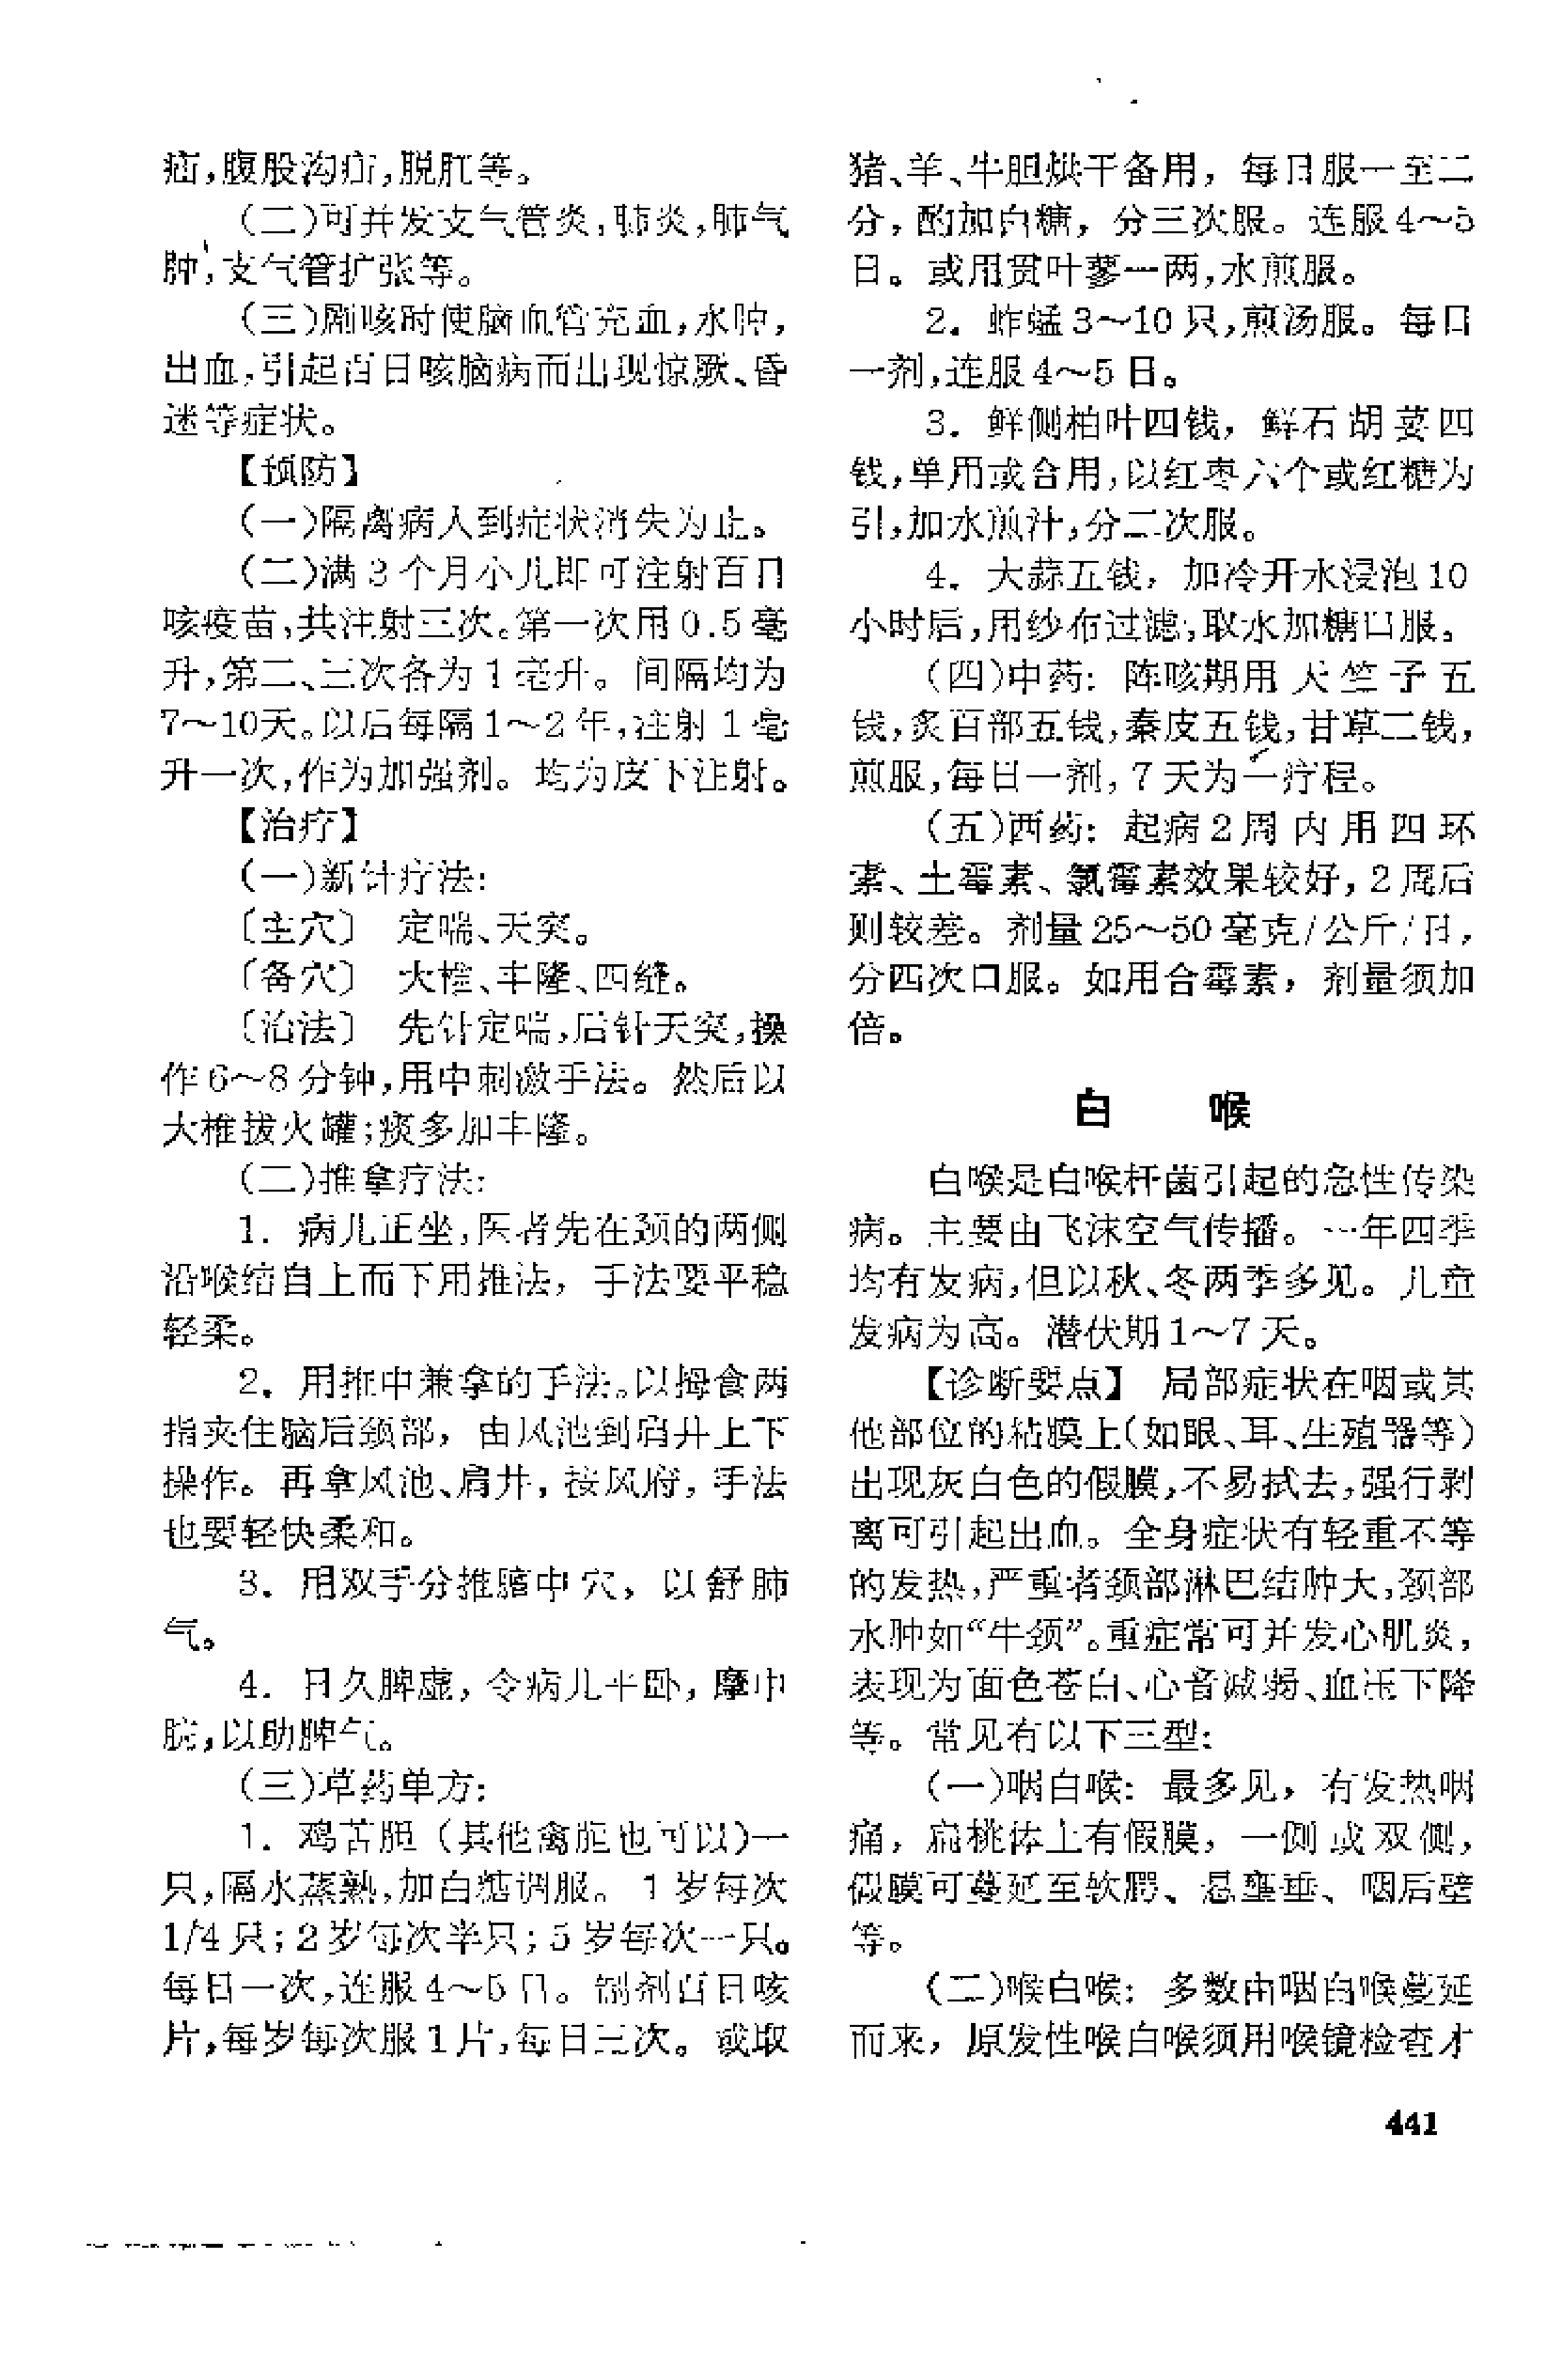 疝,腹股沟疝,脱肛等。
(二)可并发支气管炎,肺炎,肺气
肿,支气管扩张等。
(三)剧咳时使脑血管充血,水肿,
出血,引起百日咳脑病而出现惊厥、昏
迷等症状。
【预防】
(一)隔离病人到症状消失为止。
(二)满 3 个月小儿即可注射百日
咳疫苗,共注射三次。第一次用 0.5 毫
升,第二、三次各为 1 毫升。间隔均为
7～10天。以后每隔 1～2 年,注射 1 毫
升一次,作为加强剂。均为皮下注射。
【治疗】
(一)新针疗法:
〔主穴〕 定喘、天突。
〔备穴〕 大椎、丰隆、四缝。
〔治法〕 先针定喘,后针天突,操
作 6～8 分钟,用中刺激手法。然后以
大椎拔火罐;痰多加丰隆。
(二)推拿疗法:
1. 病儿正坐,医者先在颈的两侧
沿喉结自上而下用推法，手法要平稳
轻柔。
2. 用推中兼拿的手法。以拇食两
指夹住脑后颈部，由风池到肩井上下
操作。再拿风池、肩井，按风府，手法
也要轻快柔和。
3. 用双手分推膻中穴，以舒肺
气。
4. 日久脾虚，令病儿平卧，摩中
脘,以助脾气。
(三)草药单方:
1. 鸡苦胆（其他禽胆也可以)一
只,隔水蒸熟,加白糖调服。1 岁每次
1/4 只；2 岁每次半只；5 岁每次一只。
每日一次,连服 4～5 日。制剂百日咳
片,每岁每次服 1 片,每日三次。或取
猪、羊、牛胆烘干备用，每日服一至二
分，酌加白糖，分三次服。连服 4～5
日。或用贯叶蓼一两,水煎服。
2. 蚱蜢 3～10 只,煎汤服。每日
一剂,连服 4～5 日。
3. 鲜侧柏叶四钱，鲜石胡荽四
钱,单用或合用,以红枣六个或红糖为
引,加水煎汁,分二次服。
4. 大蒜五钱，加冷开水浸泡 10
小时后,用纱布过滤,取水加糖口服。
(四)中药：阵咳期用天竺子五
钱,炙百部五钱,秦皮五钱,甘草二钱,
煎服,每日一剂，7 天为一疗程。
(五)西药：起病 2 周内用四环
素、土霉素、氯霉素效果较好，2 周后
则较差。剂量 25～50 毫克/公斤/日，
分四次口服。如用合霉素，剂量须加
倍。
白 喉
白喉是白喉杆菌引起的急性传染
病。主要由飞沫空气传播。一年四季
均有发病,但以秋、冬两季多见。儿童
发病为高。潜伏期 1～7 天。
【诊断要点】 局部症状在咽或其
他部位的粘膜上(如眼、耳、生殖器等)
出现灰白色的假膜,不易拭去,强行剥
离可引起出血。全身症状有轻重不等
的发热,严重者颈部淋巴结肿大,颈部
水肿如“牛颈”。重症常可并发心肌炎，
表现为面色苍白、心音减弱、血压下降
等。常见有以下三型:
(一)咽白喉：最多见，有发热咽
痛，扁桃体上有假膜，一侧或双侧，
假膜可蔓延至软腭、悬壅垂、咽后壁
等。
(二)喉白喉：多数由咽白喉蔓延
而来，原发性喉白喉须用喉镜检查才
441